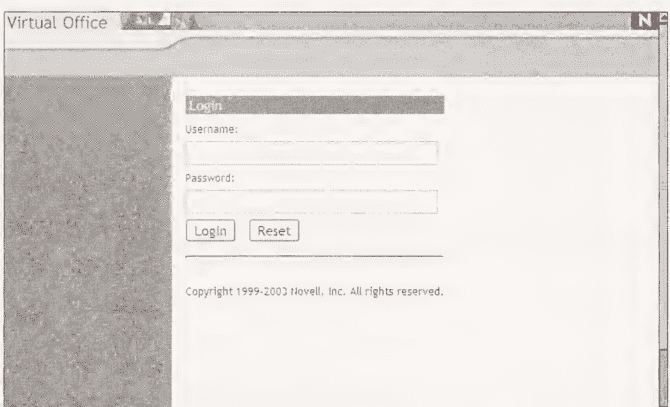 Virtual Office
N
Login
Username:
Password:
Login Reset
Copyright 1999-2003 Novell, Inc. All rights reserved.